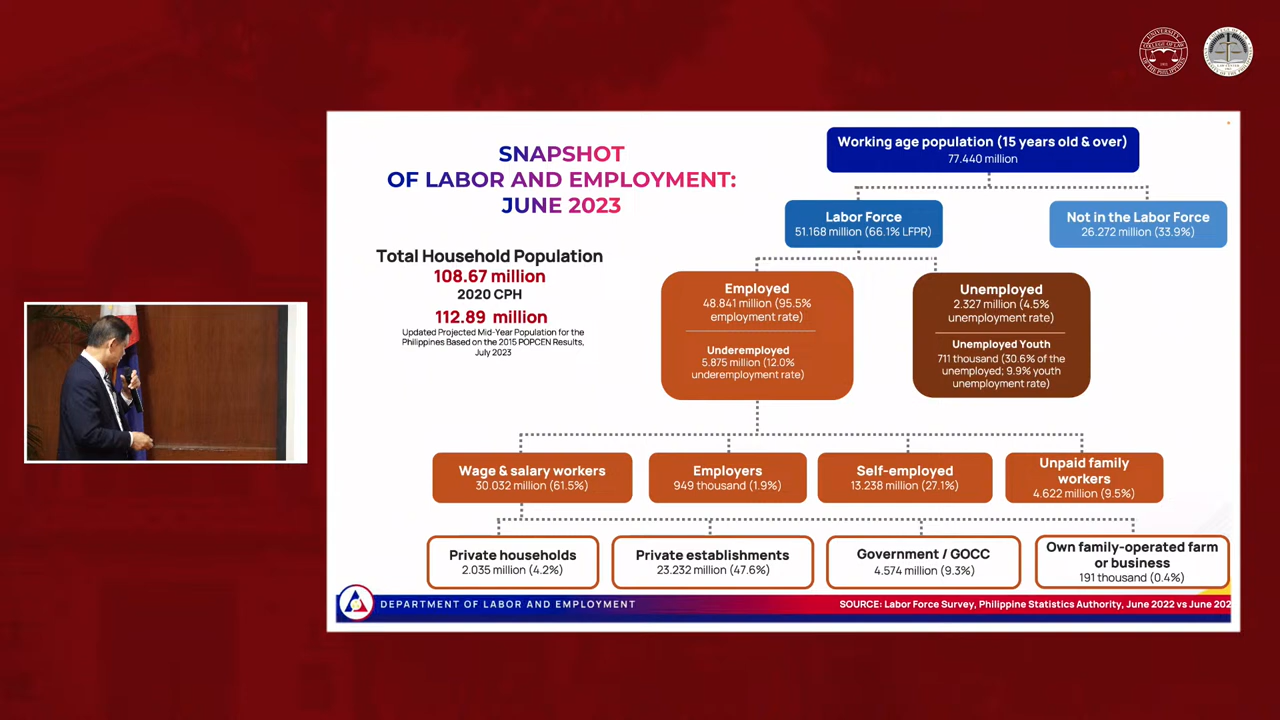 SNAPSHOT
OF LABOR AND EMPLOYMENT:
JUNE 2023
Total Household Population
108.67 million
2020 CPH
112.89 million
Updated Projected Mid-Year Population for the
Philippines Based on the 2015 POPCEN Results,
July 2023
Working age population (15 years old & over)
77.440 million
Labor Force
51.168 million (66.1% LFPR)
Not in the Labor Force
26.272 million (33.9%)
Employed
48.841 million (95.5%
employment rate)
Underemployed
5.875 million (12.0%
underemployment rate)
Unemployed
2.327 million (4.5%
unemployment rate)
Unemployed Youth
711 thousand (30.6% of the
unemployed; 9.9% youth
unemployment rate)
Wage & salary workers
30.032 million (61.5%)
Employers
949 thousand (1.9%)
Self-employed
13.238 million (27.1%)
Unpaid family
workers
4.622 million (9.5%)
Private households
2.035 million (4.2%)
Private establishments
23.232 million (47.6%)
Government / GOCC
4.574 million (9.3%)
Own family-operated farm
or business
191 thousand (0.4%)
DEPARTMENT OF LABOR AND EMPLOYMENT
SOURCE: Labor Force Survey, Philippine Statistics Authority, June 2022 vs June 202